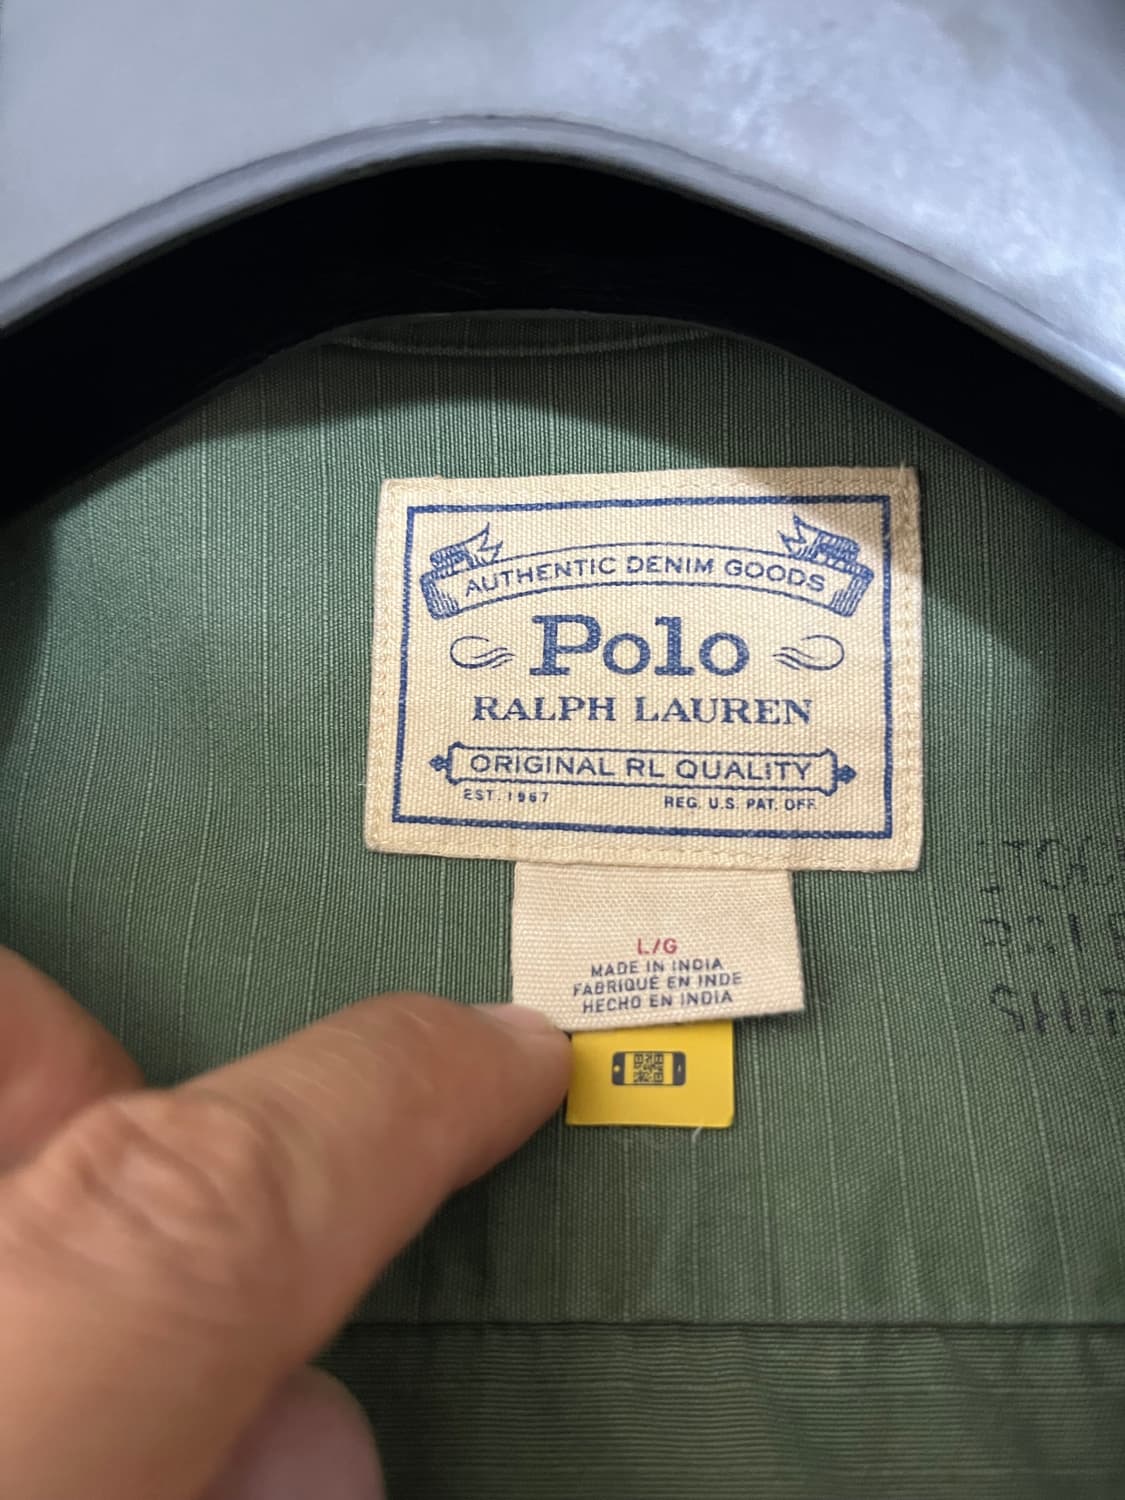 AUTHENTIC DENIM GOODS
Polo
RALPH LAUREN
ORIGINAL RL QUALITY
EST. 1967 REG. U.S. PAT. OFF.
L/G
MADE IN INDIA
FABRIQUÉ EN INDE
HECHO EN INDIA